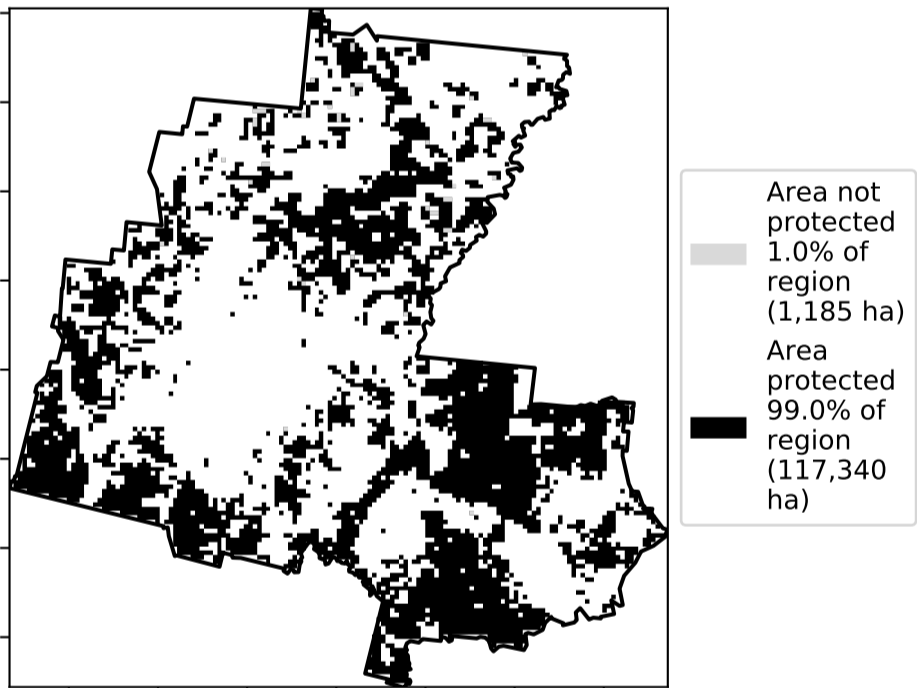 Area not
protected
1.0% of
region
(1,185 ha)
Area
protected
99.0% of
region
(117,340
ha)